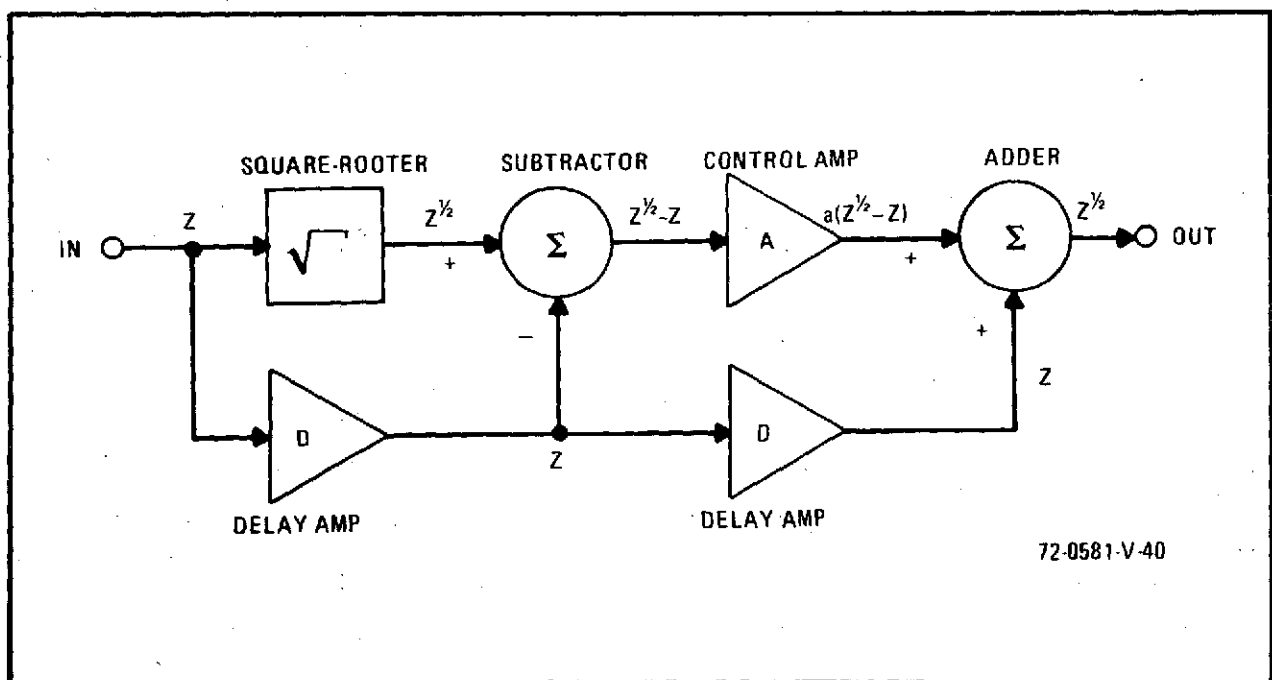 SQUARE-ROOTER
SUBTRACTOR
CONTROL AMP
ADDER
IN
Z
√
Z½
+
Σ
Z½-Z
A
a(Z½-Z)
+
Σ
Z½
OUT
−
+
Z
D
Z
D
DELAY AMP
DELAY AMP
72-0581-V-40